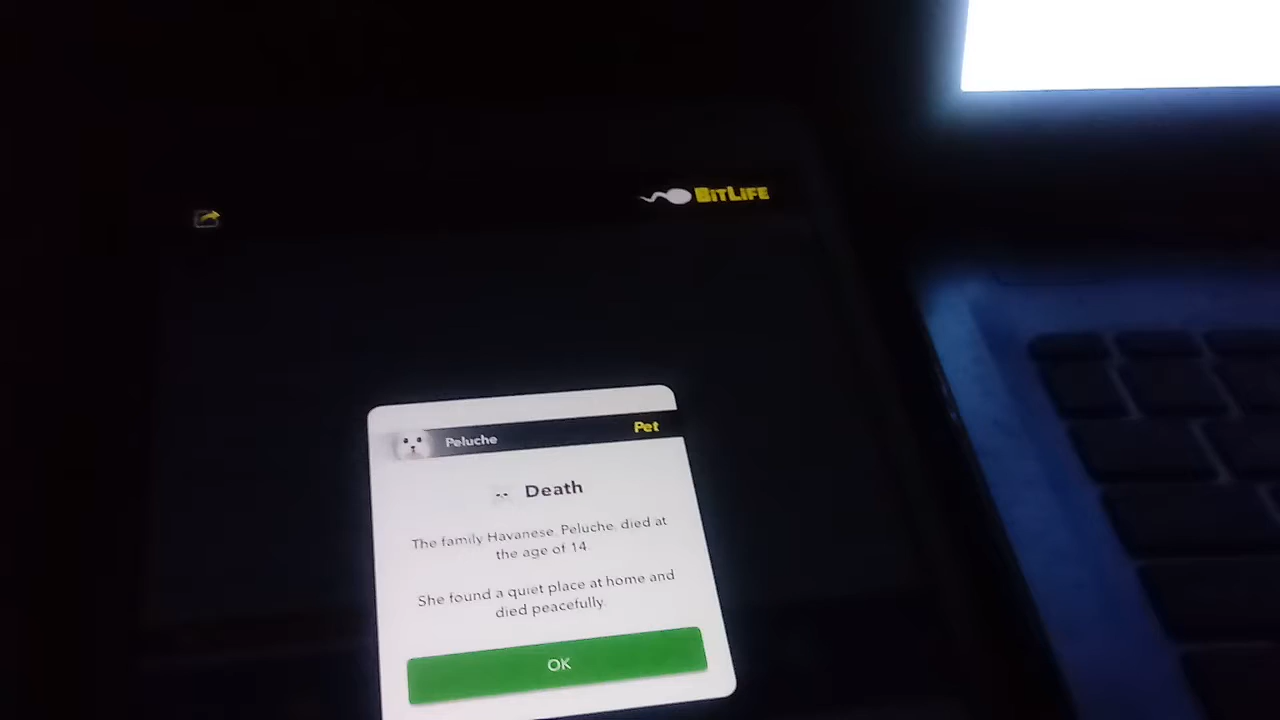 BITLIFE
Peluche
Pet
Death
The family Havanese, Peluche, died at
the age of 14.
She found a quiet place at home and
died peacefully.
OK